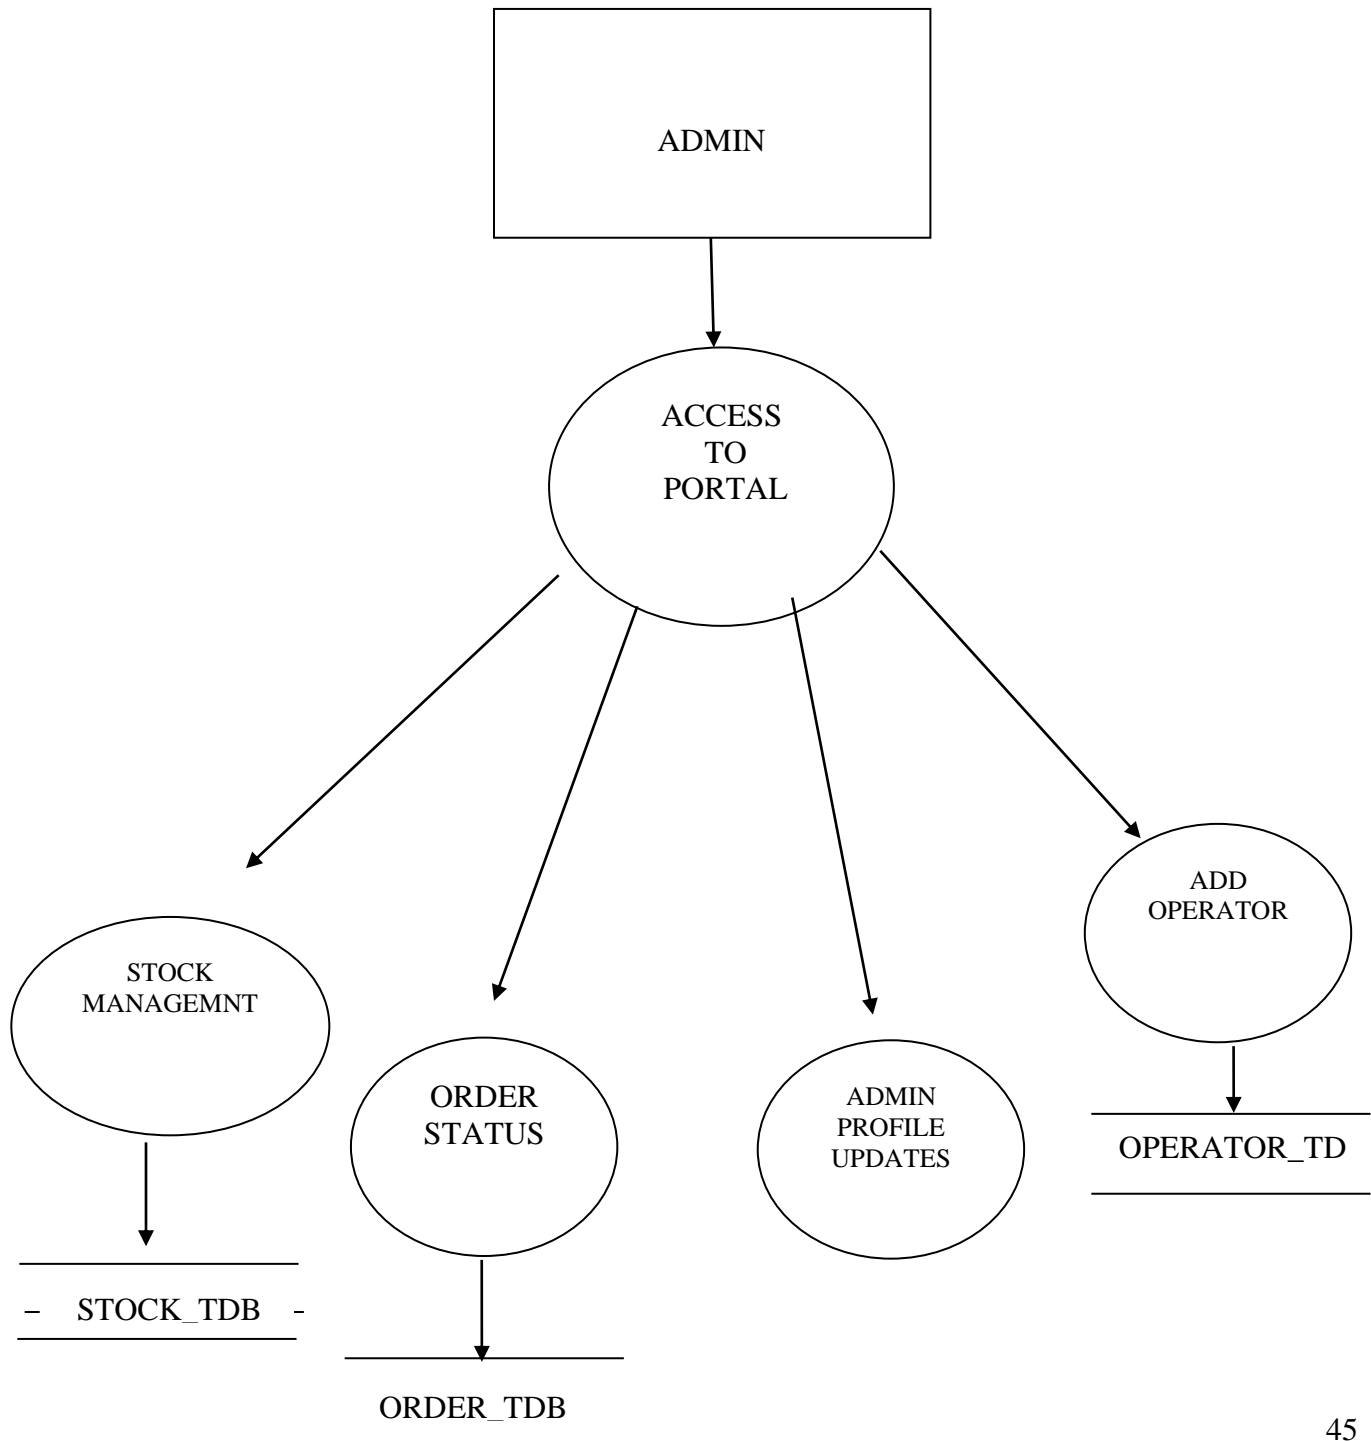 ADMIN
ACCESS
TO
PORTAL
ADD
OPERATOR
STOCK
MANAGEMNT
ORDER
STATUS
ADMIN
PROFILE
UPDATES
OPERATOR_TD
– STOCK_TDB -
ORDER_TDB
45